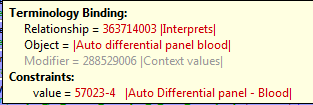 Terminology Binding:
Relationship = 363714003 |Interprets|
Object = |Auto differential panel blood|
Modifier = 288529006 |Context values|
Constraints:
value = 57023-4 |Auto Differential panel - Blood|